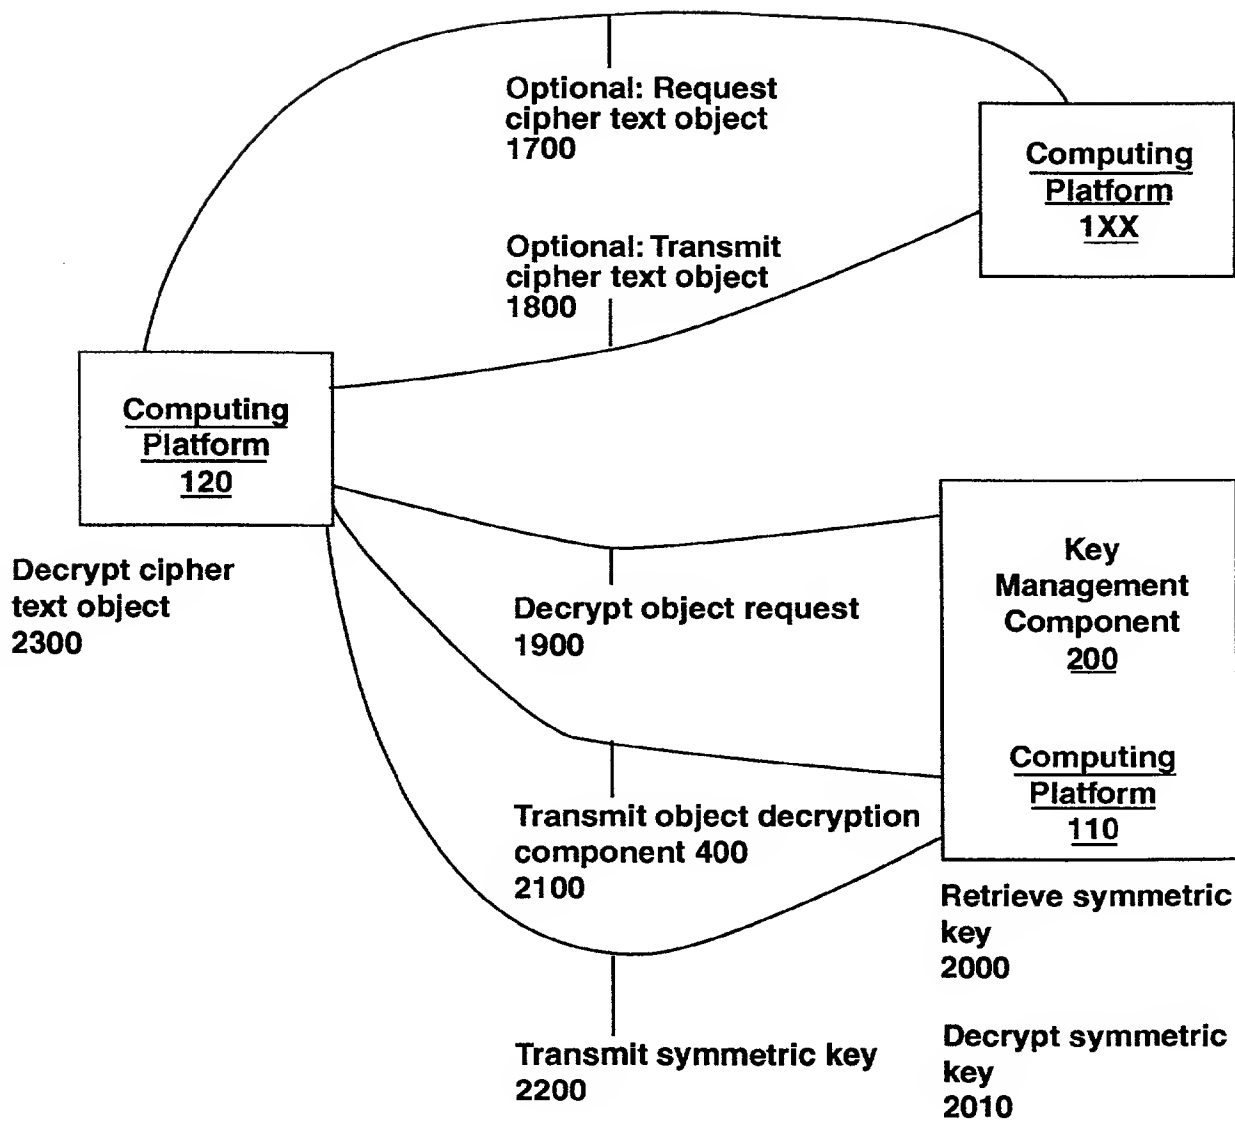 Optional: Request
cipher text object
1700
Computing
Platform
1XX
Optional: Transmit
cipher text object
1800
Computing
Platform
120
Decrypt cipher
text object
2300
Decrypt object request
1900
Key
Management
Component
200
Computing
Platform
110
Transmit object decryption
component 400
2100
Retrieve symmetric
key
2000
Transmit symmetric key
2200
Decrypt symmetric
key
2010